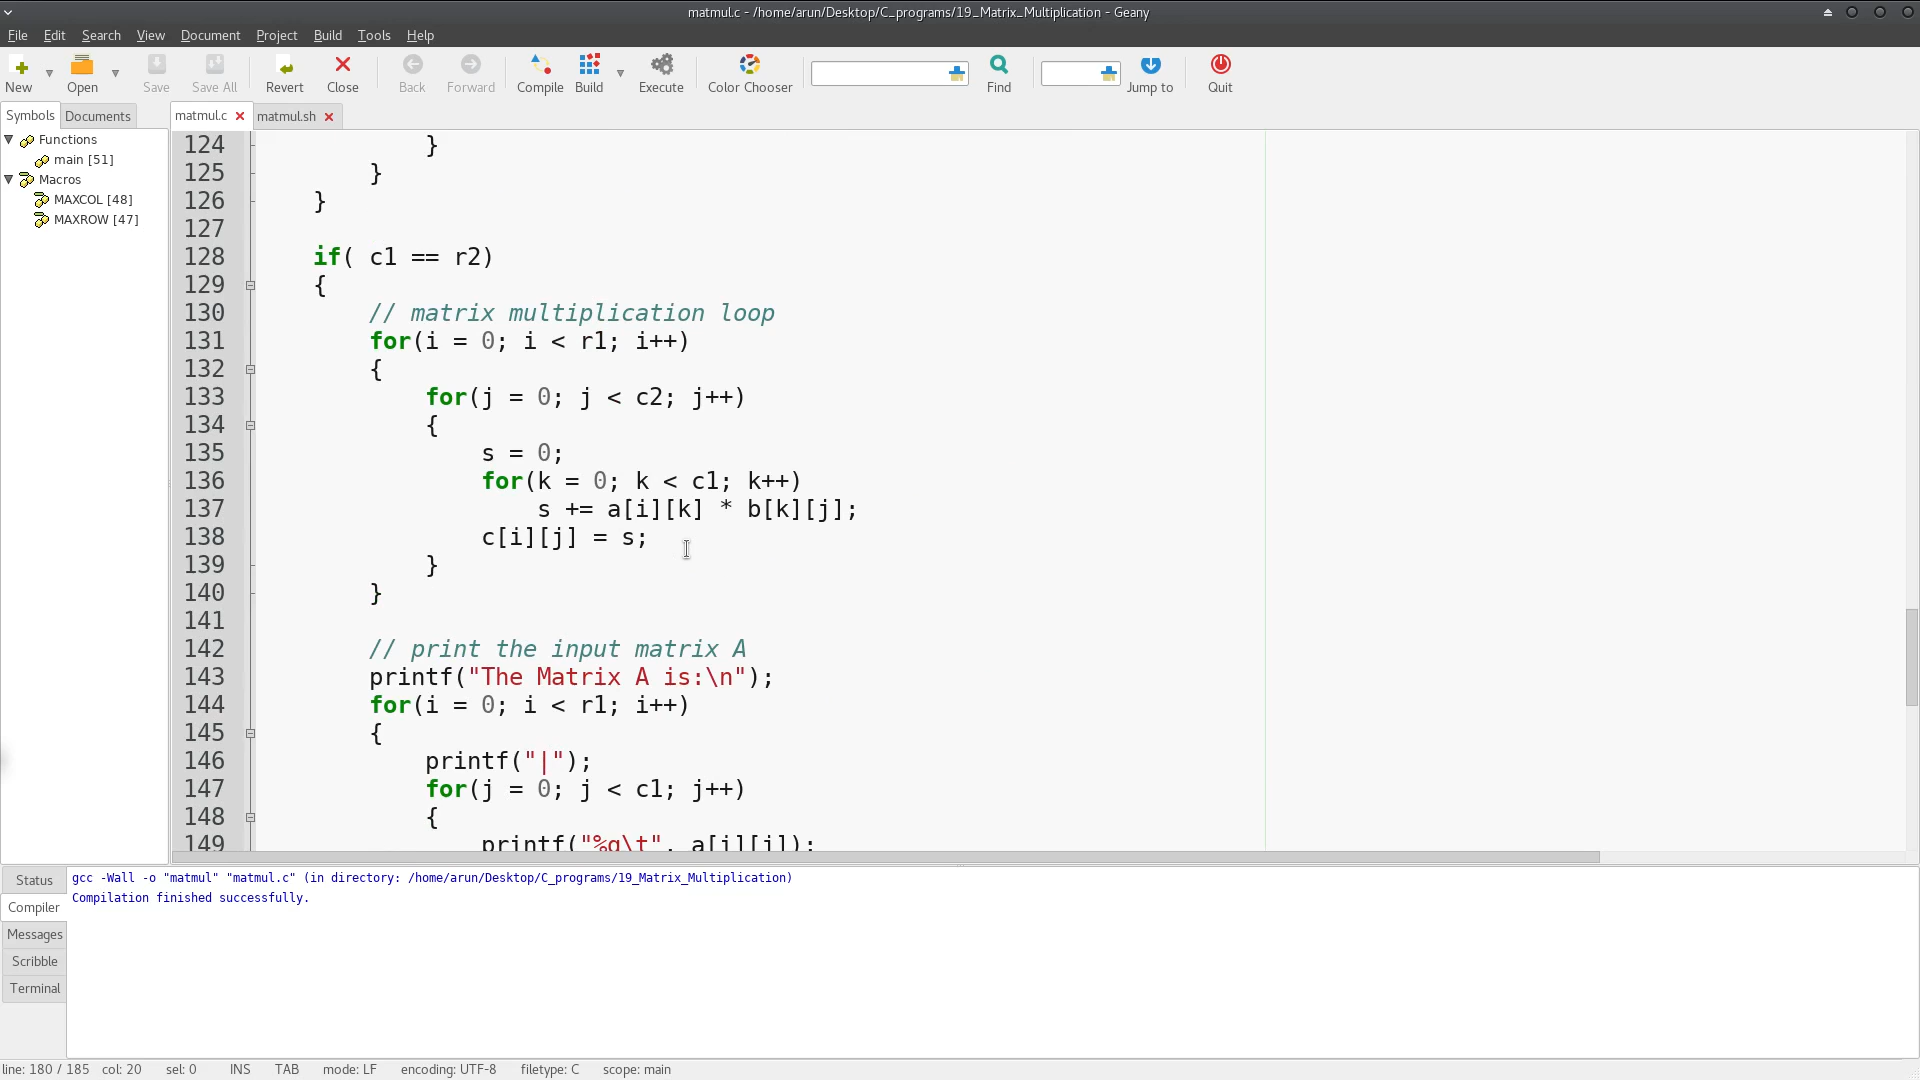 matmul.c - /home/arun/Desktop/C_programs/19_Matrix_Multiplication - Geany
File Edit Search View Document Project Build Tools Help
New Open Save Save All Revert Close Back Forward Compile Build Execute Color Chooser Find Jump to Quit
Symbols Documents
matmul.c matmul.sh
Functions
main [51]
Macros
MAXCOL [48]
MAXROW [47]
124 }
125 }
126 }
127
128 if( c1 == r2)
129 {
130 // matrix multiplication loop
131 for(i = 0; i < r1; i++)
132 {
133 for(j = 0; j < c2; j++)
134 {
135 s = 0;
136 for(k = 0; k < c1; k++)
137 s += a[i][k] * b[k][j];
138 c[i][j] = s;
139 }
140 }
141
142 // print the input matrix A
143 printf("The Matrix A is:\n");
144 for(i = 0; i < r1; i++)
145 {
146 printf("|");
147 for(j = 0; j < c1; j++)
148 {
149 printf("%g\t", a[i][j]);
Status
Compiler
Messages
Scribble
Terminal
gcc -Wall -o "matmul" "matmul.c" (in directory: /home/arun/Desktop/C_programs/19_Matrix_Multiplication)
Compilation finished successfully.
line: 180 / 185 col: 20 sel: 0 INS TAB mode: LF encoding: UTF-8 filetype: C scope: main